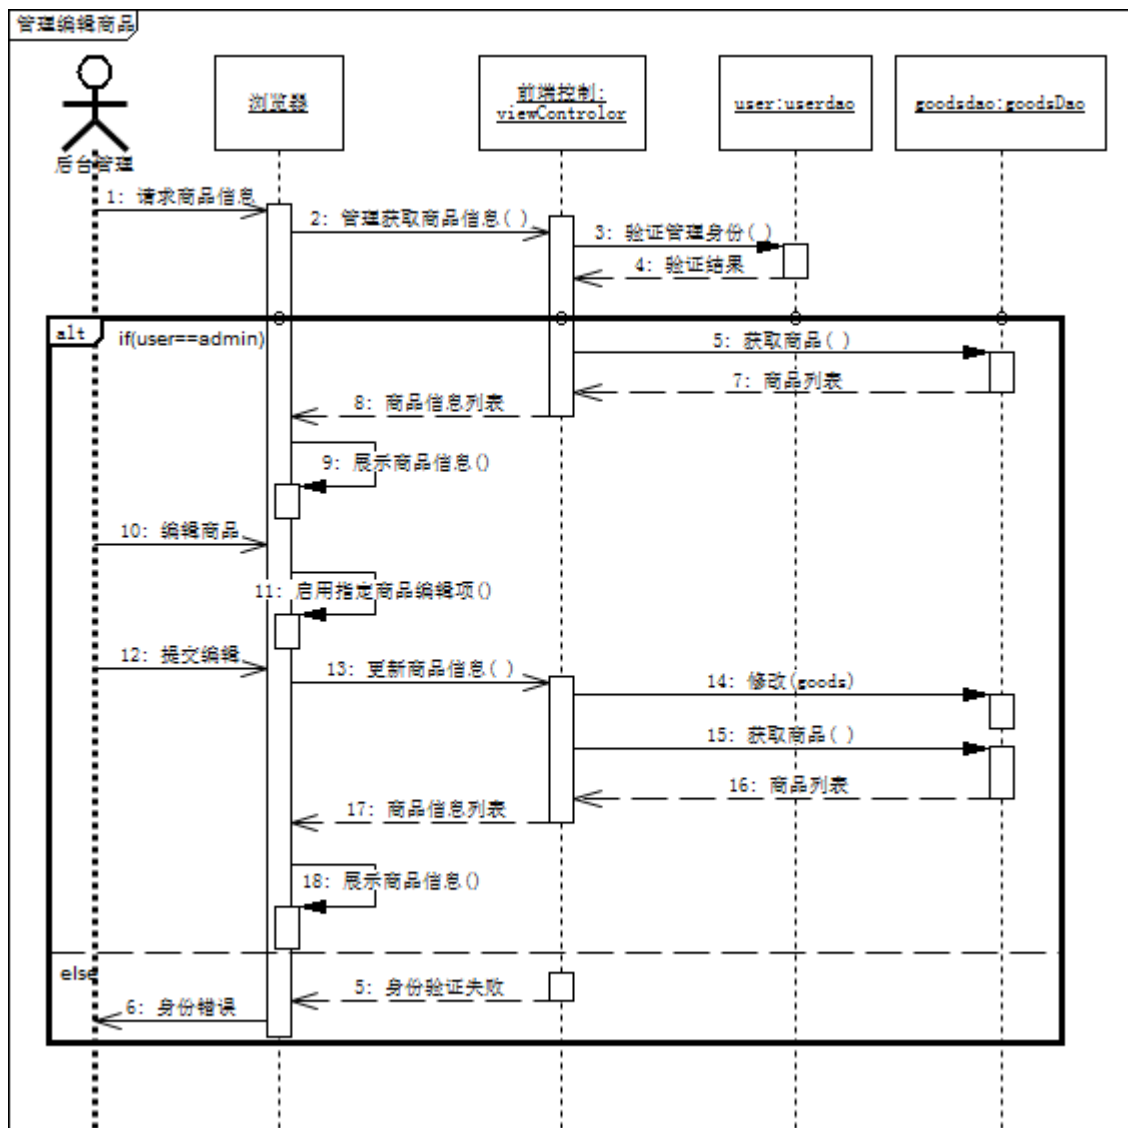 管理编辑商品
后台管理
浏览器
前端控制:
viewControlor
user:userdao
goodsdao:goodsDao
1: 请求商品信息
2: 管理获取商品信息( )
3: 验证管理身份( )
4: 验证结果
alt
if(user==admin)
5: 获取商品( )
7: 商品列表
8: 商品信息列表
9: 展示商品信息()
10: 编辑商品
11: 启用指定商品编辑项()
12: 提交编辑
13: 更新商品信息( )
14: 修改(goods)
15: 获取商品( )
16: 商品列表
17: 商品信息列表
18: 展示商品信息()
else
5: 身份验证失败
6: 身份错误